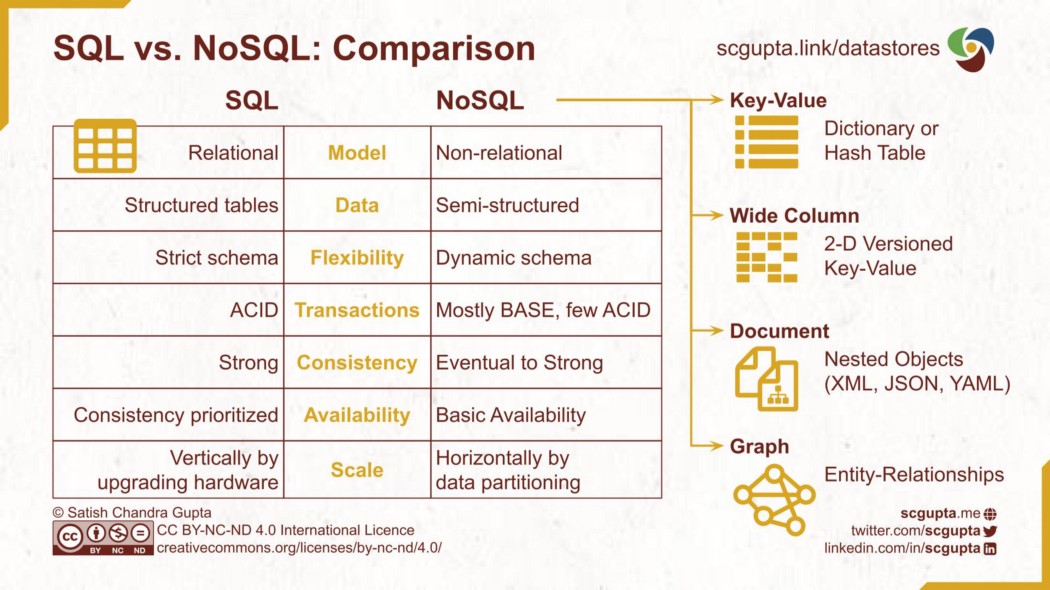 SQL vs. NoSQL: Comparison
scgupta.link/datastores
SQL
NoSQL
Relational Model Non-relational
Structured tables Data Semi-structured
Strict schema Flexibility Dynamic schema
ACID Transactions Mostly BASE, few ACID
Strong Consistency Eventual to Strong
Consistency prioritized Availability Basic Availability
Vertically by
upgrading hardware
Scale
Horizontally by
data partitioning
Key-Value
Dictionary or
Hash Table
Wide Column
2-D Versioned
Key-Value
Document
Nested Objects
(XML, JSON, YAML)
Graph
Entity-Relationships
© Satish Chandra Gupta
CC BY-NC-ND 4.0 International Licence
creativecommons.org/licenses/by-nc-nd/4.0/
cc
BY NC ND
scgupta.me
twitter.com/scgupta
linkedin.com/in/scgupta in